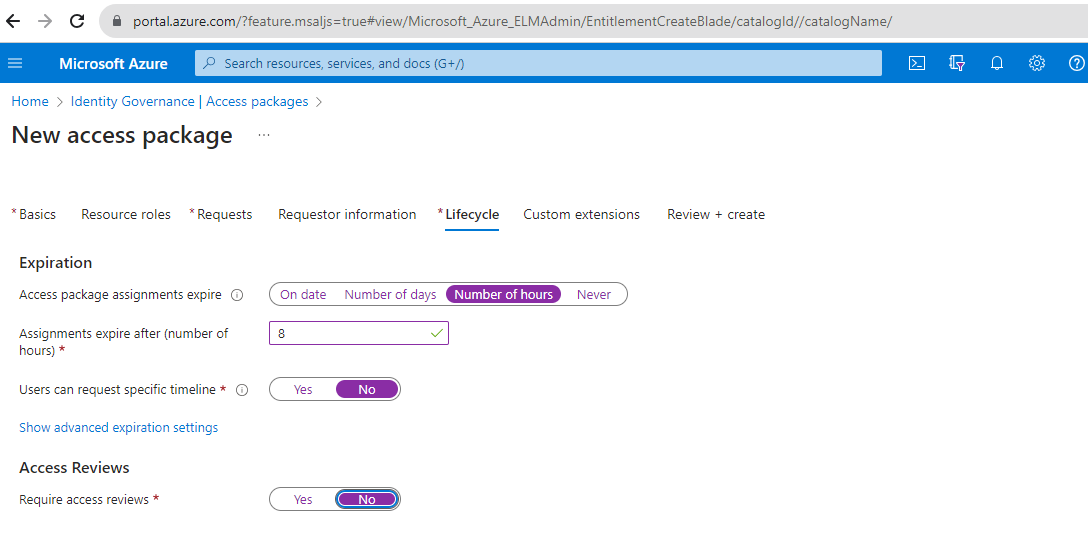 portal.azure.com/?feature.msaljs=true#view/Microsoft_Azure_ELMAdmin/EntitlementCreateBlade/catalogId//catalogName/
Microsoft Azure
Search resources, services, and docs (G+/)
Home > Identity Governance | Access packages >
New access package ...
* Basics Resource roles * Requests Requestor information * Lifecycle Custom extensions Review + create
Expiration
Access package assignments expire On date Number of days Number of hours Never
Assignments expire after (number of
hours) * 8
Users can request specific timeline * Yes No
Show advanced expiration settings
Access Reviews
Require access reviews * Yes No